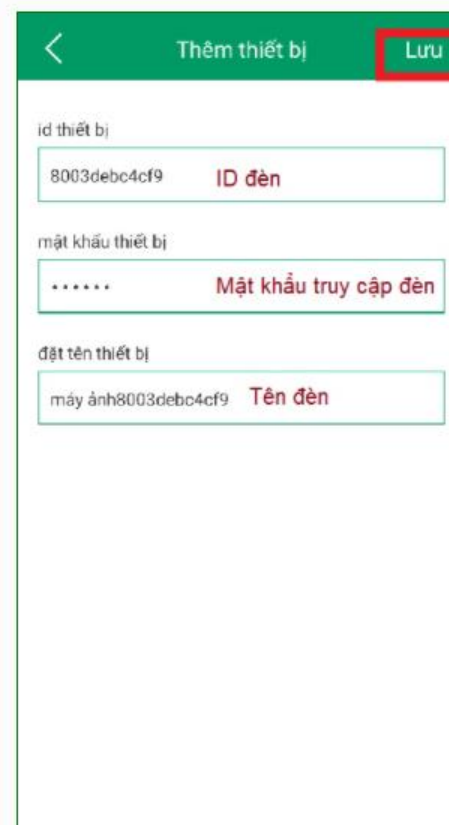 Thêm thiết bị Lưu
id thiết bị
8003debc4cf9 ID đèn
mật khẩu thiết bị
•••••• Mật khẩu truy cập đèn
đặt tên thiết bị
máy ảnh8003debc4cf9 Tên đèn